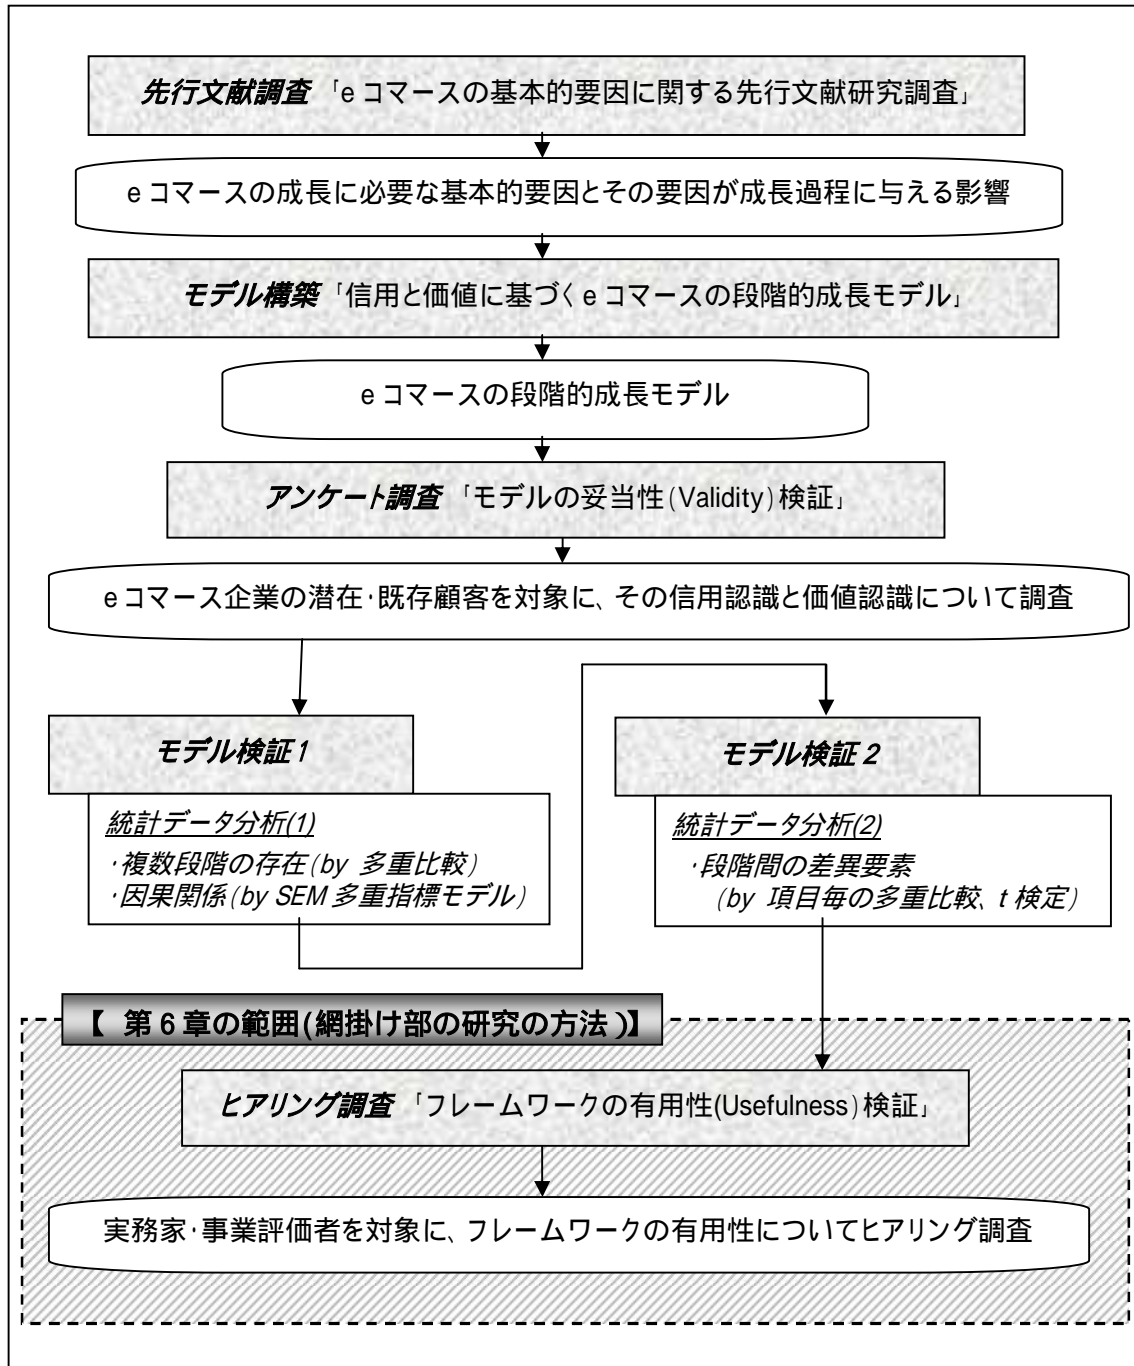 先行文献調査 「e コマースの基本的要因に関する先行文献研究調査」
e コマースの成長に必要な基本的要因とその要因が成長過程に与える影響
モデル構築 「信用と価値に基づく e コマースの段階的成長モデル」
e コマースの段階的成長モデル
アンケート調査 「モデルの妥当性(Validity)検証」
e コマース企業の潜在・既存顧客を対象に、その信用認識と価値認識について調査
モデル検証 1
統計データ分析(1)
・複数段階の存在(by 多重比較)
・因果関係(by SEM 多重指標モデル)
モデル検証 2
統計データ分析(2)
・段階間の差異要素
(by 項目毎の多重比較、t 検定)
【 第 6 章の範囲(網掛け部の研究の方法)】
ヒアリング調査 「フレームワークの有用性(Usefulness)検証」
実務家・事業評価者を対象に、フレームワークの有用性についてヒアリング調査